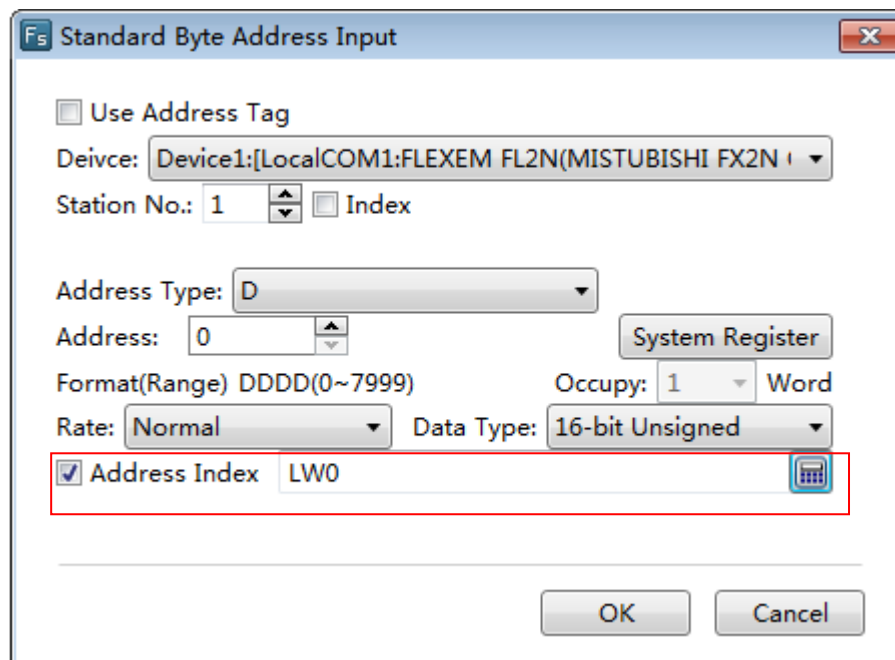 Fs Standard Byte Address Input
Use Address Tag
Deivce: Device1:[LocalCOM1:FLEXEM FL2N(MISTUBISHI FX2N
Station No.: 1 Index
Address Type: D
Address: 0 System Register
Format(Range) DDDD(0~7999) Occupy: 1 Word
Rate: Normal Data Type: 16-bit Unsigned
Address Index LW0
OK Cancel